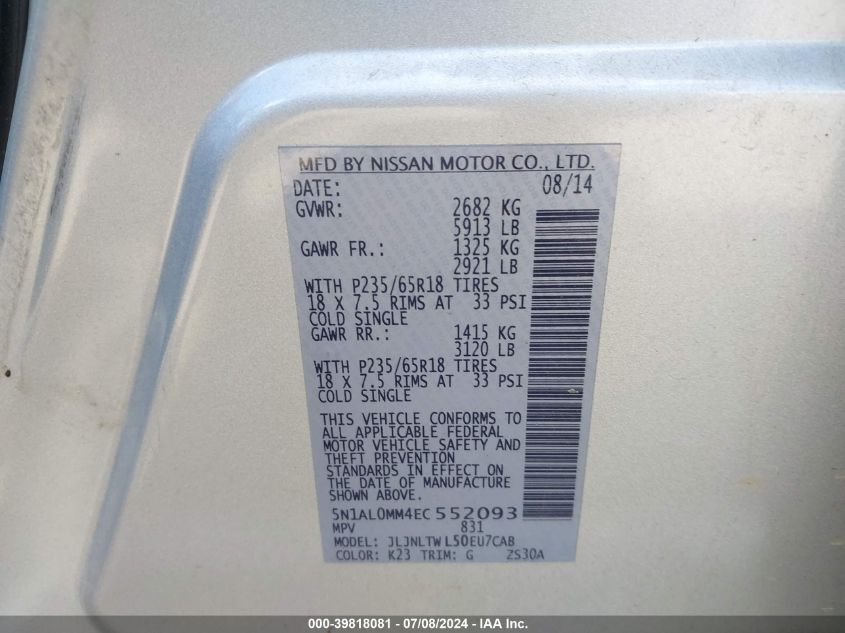 MFD BY NISSAN MOTOR CO., LTD.
DATE: 08/14
GVWR: 2682 KG
5913 LB
GAWR FR.: 1325 KG
2921 LB
WITH P235/65R18 TIRES
18 X 7.5 RIMS AT 33 PSI
COLD SINGLE
GAWR RR.: 1415 KG
3120 LB
WITH P235/65R18 TIRES
18 X 7.5 RIMS AT 33 PSI
COLD SINGLE
THIS VEHICLE CONFORMS TO
ALL APPLICABLE FEDERAL
MOTOR VEHICLE SAFETY AND
THEFT PREVENTION
STANDARDS IN EFFECT ON
THE DATE OF MANUFACTURE
SHOWN ABOVE.
5N1AL0MM4EC 552093
MPV 831
MODEL: JLJNLTW L50EU7CAB
COLOR: K23 TRIM: G ZS30A
000-39818081 - 07/08/2024 - IAA Inc.